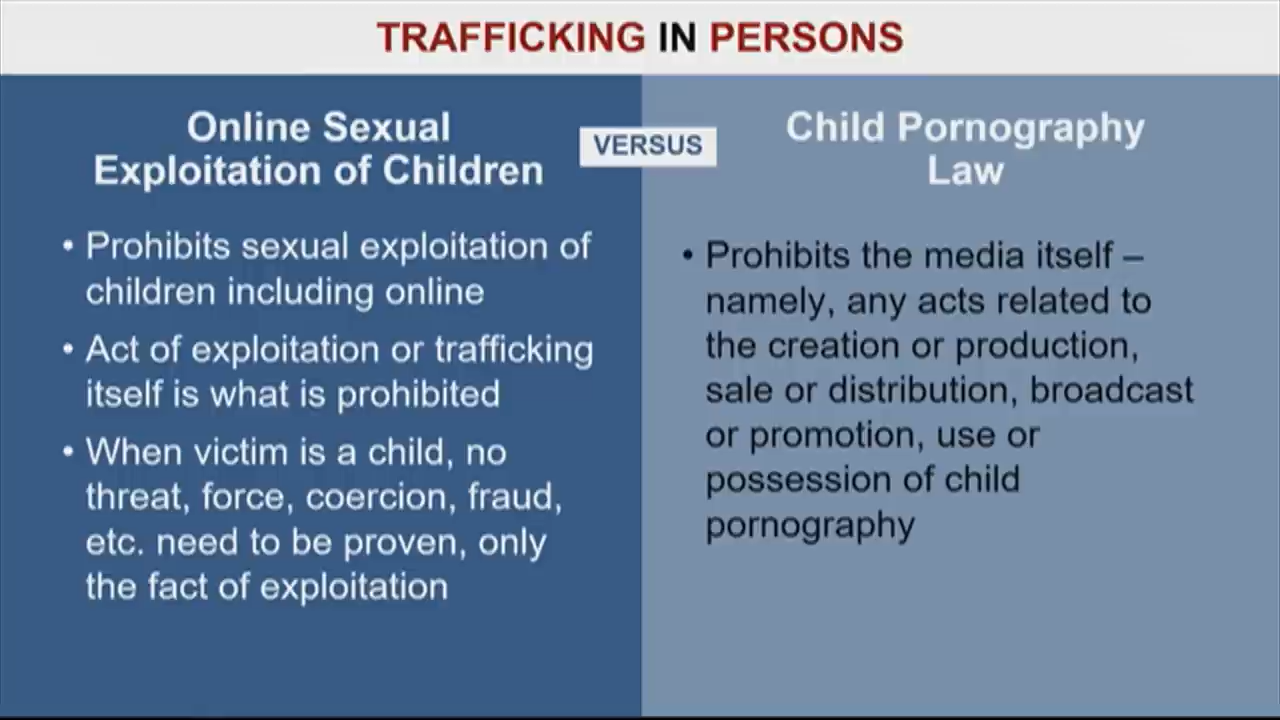 TRAFFICKING IN PERSONS
Online Sexual
Exploitation of Children
VERSUS
Child Pornography
Law
• Prohibits sexual exploitation of
children including online
• Act of exploitation or trafficking
itself is what is prohibited
• When victim is a child, no
threat, force, coercion, fraud,
etc. need to be proven, only
the fact of exploitation
• Prohibits the media itself –
namely, any acts related to
the creation or production,
sale or distribution, broadcast
or promotion, use or
possession of child
pornography